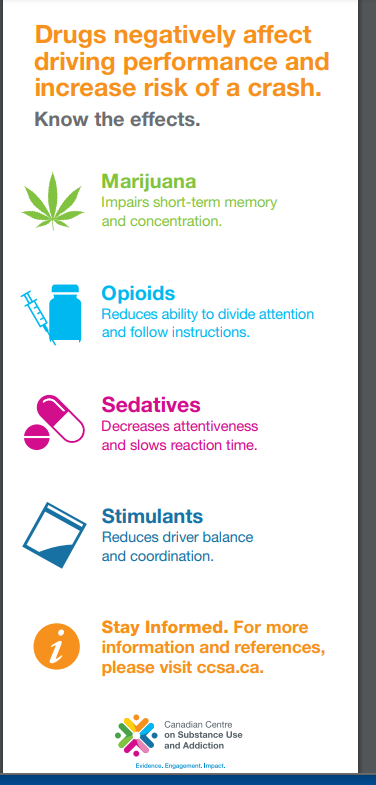 Drugs negatively affect
driving performance and
increase risk of a crash.
Know the effects.
Marijuana
Impairs short-term memory
and concentration.
Opioids
Reduces ability to divide attention
and follow instructions.
Sedatives
Decreases attentiveness
and slows reaction time.
Stimulants
Reduces driver balance
and coordination.
i
Stay Informed. For more
information and references,
please visit ccsa.ca.
Canadian Centre
on Substance Use
and Addiction
Evidence. Engagement. Impact.